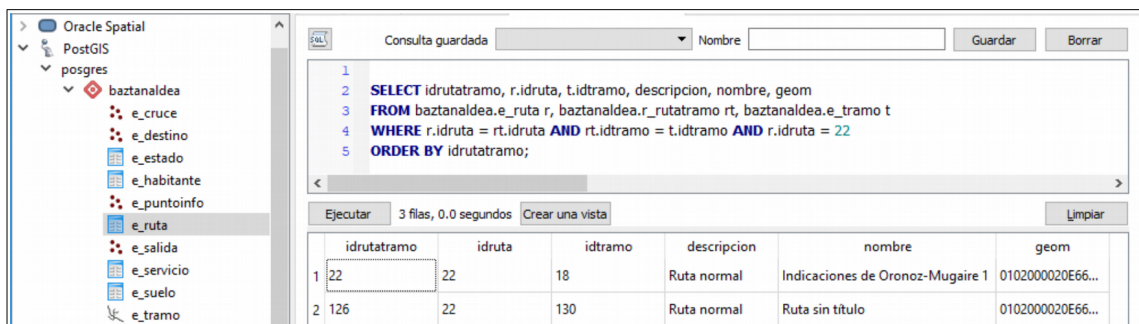 Oracle Spatial
PostGIS
posgres
baztanaldea
e_cruce
e_destino
e_estado
e_habitante
e_puntoinfo
e_ruta
e_salida
e_servicio
e_suelo
e_tramo
SQL Consulta guardada Nombre Guardar Borrar
1
2 SELECT idrutatramo, r.idruta, t.idtramo, descripcion, nombre, geom
3 FROM baztanaldea.e_ruta r, baztanaldea.r_rutatramo rt, baztanaldea.e_tramo t
4 WHERE r.idruta = rt.idruta AND rt.idtramo = t.idtramo AND r.idruta = 22
5 ORDER BY idrutatramo;
Ejecutar 3 filas, 0.0 segundos Crear una vista Limpiar
idrutatramo idruta idtramo descripcion nombre geom
1 22 22 18 Ruta normal Indicaciones de Oronoz-Mugaire 1 0102000020E66...
2 126 22 130 Ruta normal Ruta sin título 0102000020E66...